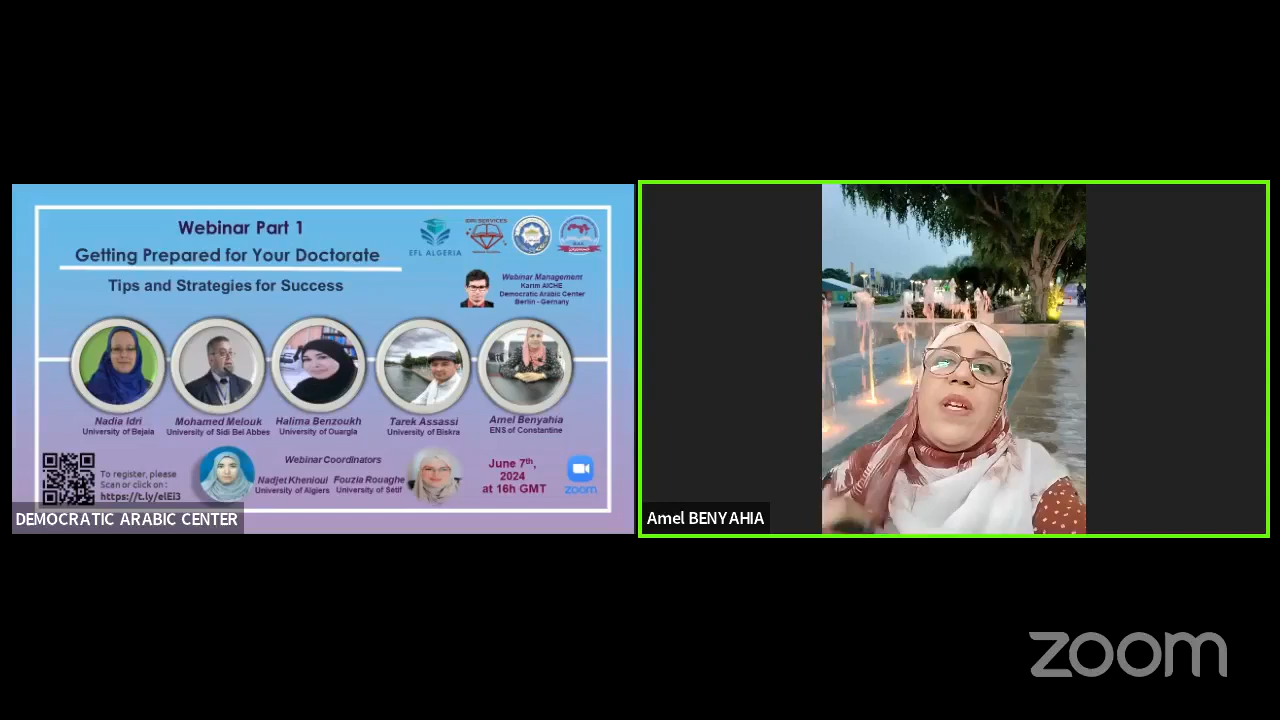 Webinar Part 1
Getting Prepared for Your Doctorate
Tips and Strategies for Success
EFL ALGERIA
Webinar Management
Karim AICHE
Democratic Arabic Center
Berlin - Germany
Nadia Idri
University of Bejaia
Mohamed Melouk
University of Sidi Bel Abbes
Halima Benzoukh
University of Ouargla
Tarek Assassi
University of Biskra
Amel Benyahia
ENS of Constantine
To register, please
Scan or click on :
https://t.ly/elEi3
Webinar Coordinators
Nadjet Khenioui
University of Algiers
Fouzia Rouaghe
University of Setif
June 7th,
2024
at 16h GMT
zoom
DEMOCRATIC ARABIC CENTER
Amel BENYAHIA
zoom